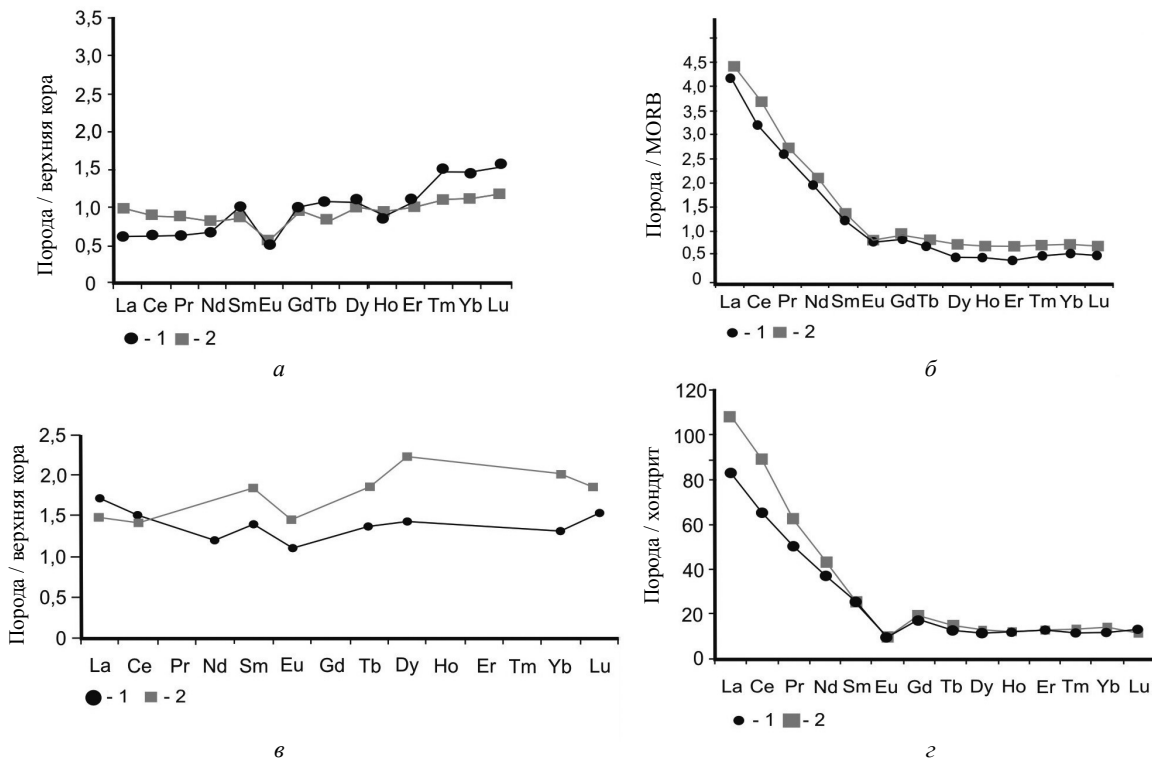 3,5
3,0
2,5
2,0
1,5
1,0
0,5
0
Порода / верхняя кора
La Ce Pr Nd Sm Eu Gd Tb Dy Ho Er Tm Yb Lu
- 1 - 2
а
4,5
4,0
3,5
3,0
2,5
2,0
1,5
1,0
0,5
0
Порода / MORB
La Ce Pr Nd Sm Eu Gd Tb Dy Ho Er Tm Yb Lu
- 1 - 2
б
2,5
2,0
1,5
1,0
0,5
0
Порода / верхняя кора
La Ce Pr Nd Sm Eu Gd Tb Dy Ho Er Tm Yb Lu
- 1 - 2
в
120
100
80
60
40
20
0
Порода / хондрит
La Ce Pr Nd Sm Eu Gd Tb Dy Ho Er Tm Yb Lu
- 1 - 2
г